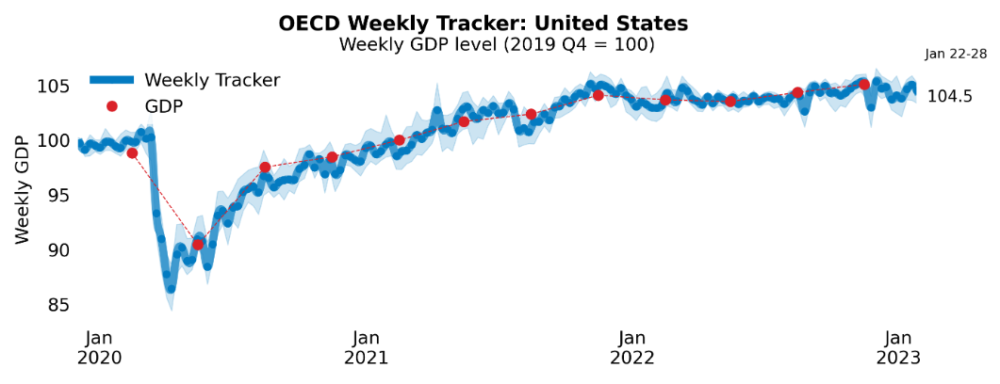 OECD Weekly Tracker: United States
Weekly GDP level (2019 Q4 = 100)
Jan 22-28
Weekly Tracker
GDP
104.5
Weekly GDP
105
100
95
90
85
Jan
2020
Jan
2021
Jan
2022
Jan
2023